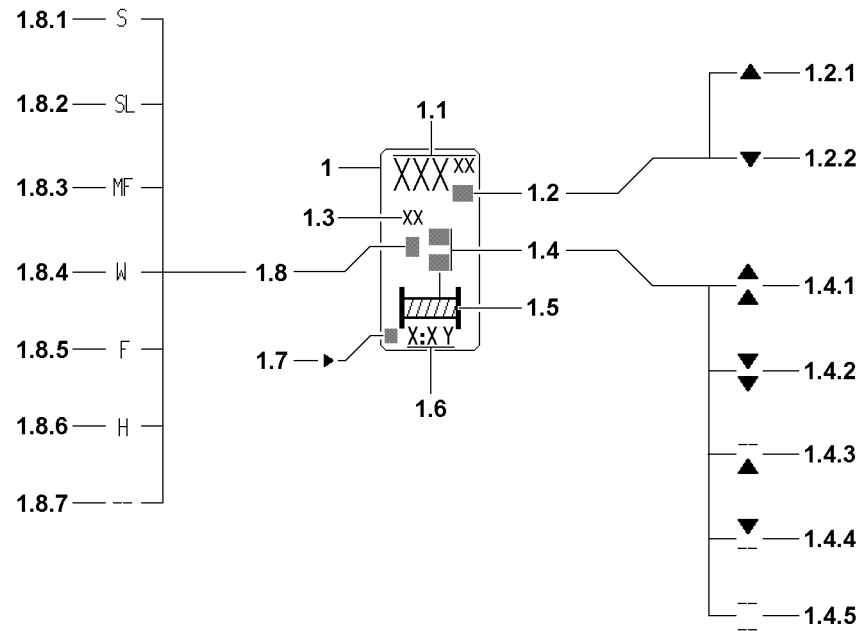 1.8.1 S
1.8.2 SL
1.8.3 MF
1.8.4 W
1.8.5 F
1.8.6 H
1.8.7 --
1.8
1.1
1
XXX XX
1.3 XX
1.7
X:X Y
1.6
1.2
1.4
1.5
1.2.1
1.2.2
1.4.1
1.4.2
-- 1.4.3
1.4.4
--
-- 1.4.5
--